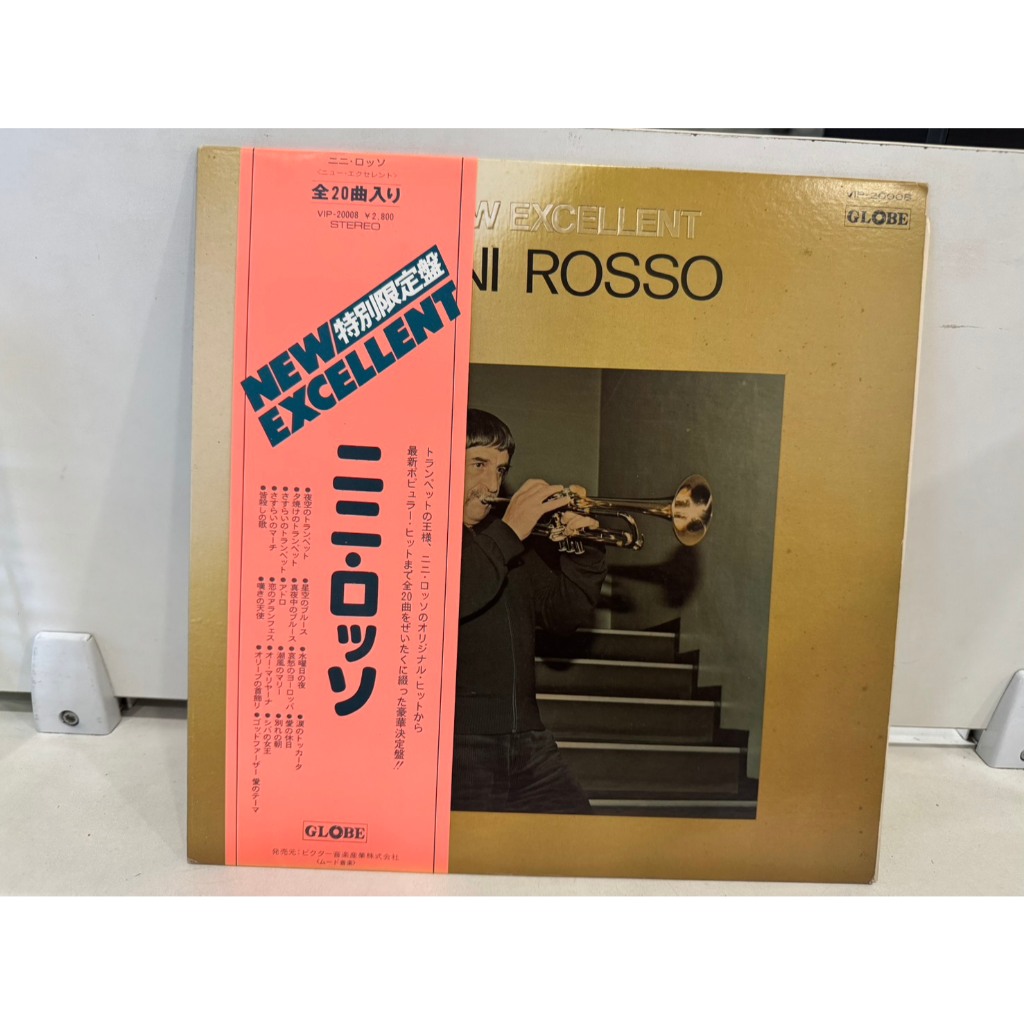 ニニ・ロッソ
〈ニュー・エクセレント〉
全20曲入り
VIP-20008 ¥2,800
STEREO
特別限定盤
NEW
EXCELLENT
ニニ・ロッソ
トランペットの王様、ニニ・ロッソのオリジナル・ヒットから
最新ポピュラー・ヒットまで全20曲をぜいたくに綴った豪華決定盤!!
●夜空のトランペット
●夕焼けのトランペット
●さすらいのトランペット
●さすらいのマーチ
●皆殺しの歌
●星空のブルース
●真夜中のブルース
●アドロ
●恋のアランフェス
●嘆きの天使
●水曜日の夜
●哀愁のヨーロッパ
●潮風のマリー
●オー・マリヤーナ
●オリーブの首飾り
●涙のトッカータ
●愛の休日
●別れの朝
●シバの女王
●ゴッドファーザー 愛のテーマ
GLOBE
発売元:ビクター音楽産業株式会社
〈ムード音楽〉
VIP-20008
GLOBE
W EXCELLENT
NI ROSSO